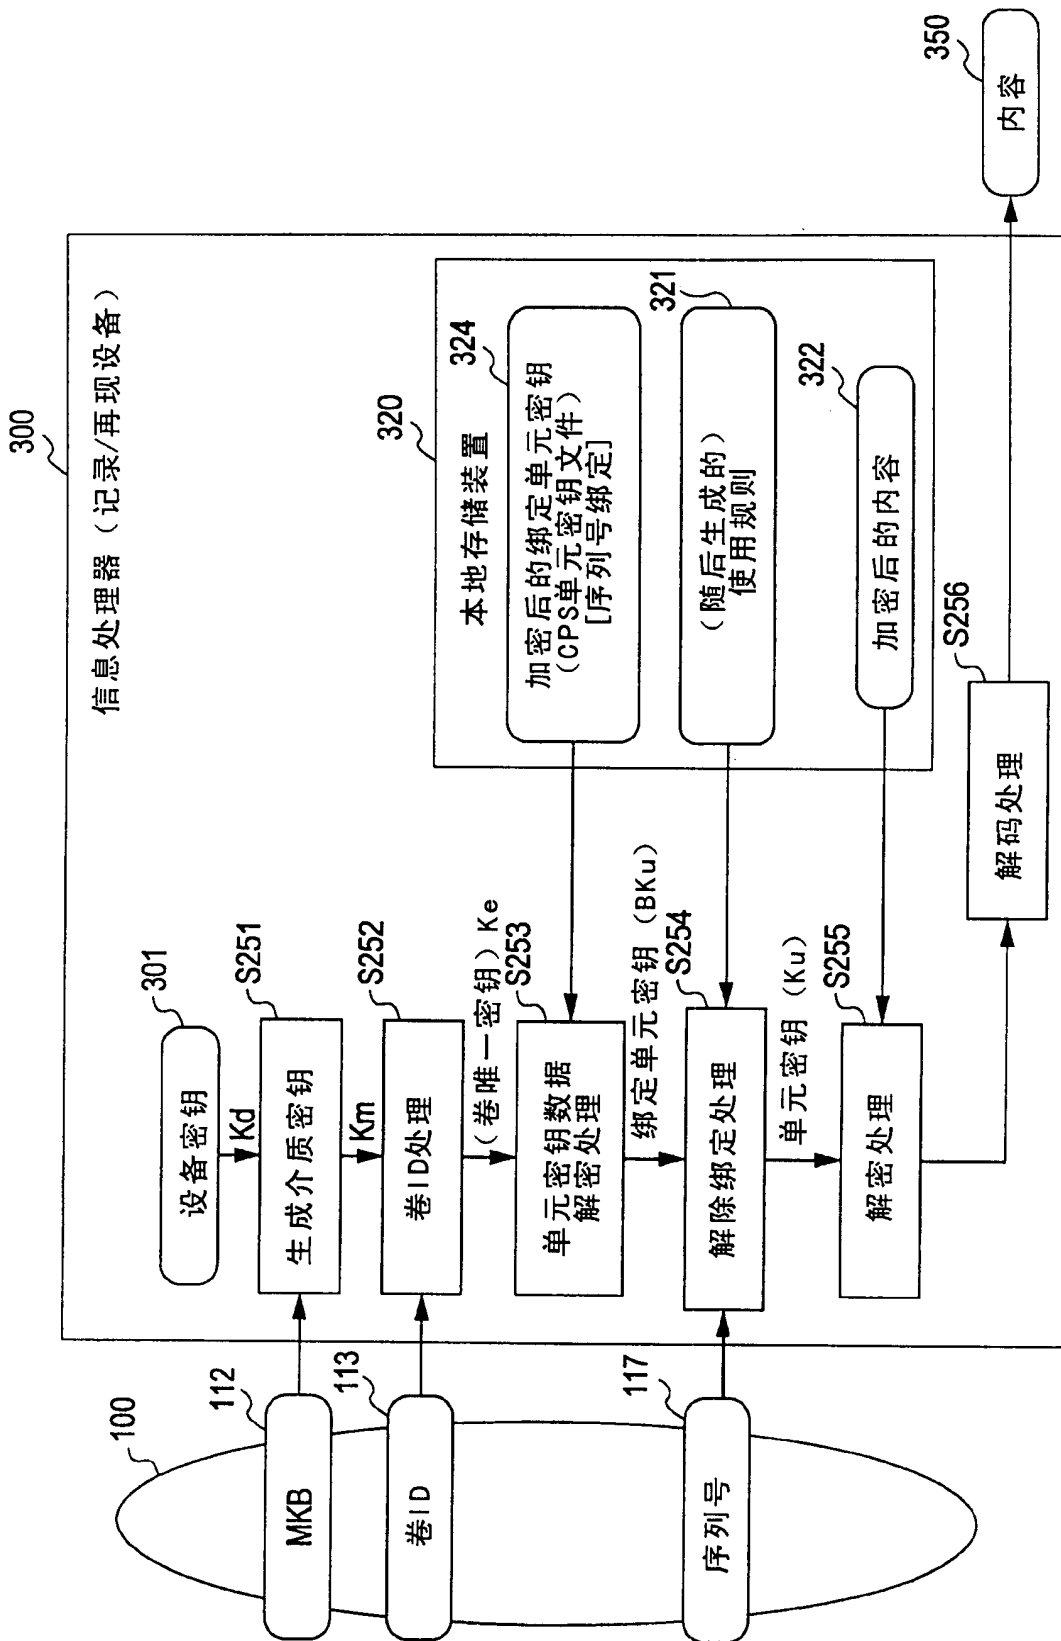 300
信息处理器（记录/再现设备）
100
MKB
112
卷ID
113
序列号
117
设备密钥
301
Kd
生成介质密钥
S251
Km
卷ID处理
S252
（卷唯一密钥）Ke
单元密钥数据
解密处理
S253
绑定单元密钥（BKu）
解除绑定处理
S254
单元密钥（Ku）
解密处理
S255
320
本地存储装置
324
加密后的绑定单元密钥
（CPS单元密钥文件）
[序列号绑定]
321
（随后生成的）
使用规则
322
加密后的内容
解码处理
S256
350
内容